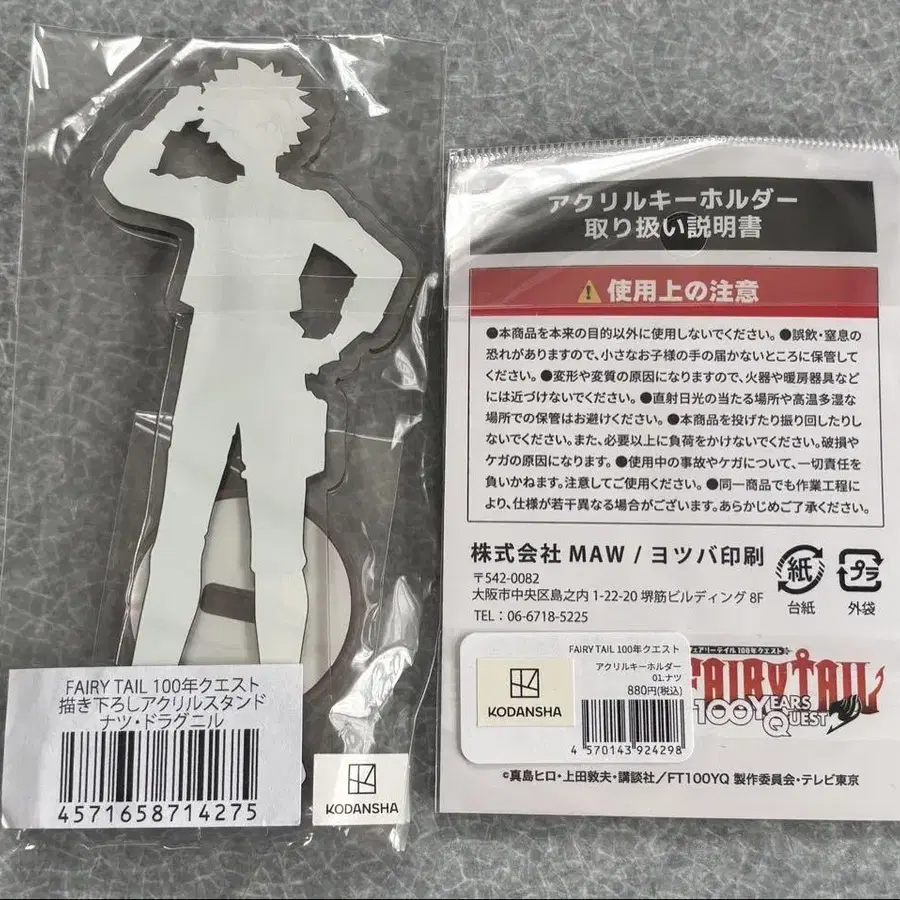 FAIRY TAIL 100年クエスト
描き下ろしアクリルスタンド
ナツ・ドラグニル
4571658714275
KODANSHA
アクリルキーホルダー
取り扱い説明書
使用上の注意
●本商品を本来の目的以外に使用しないでください。●誤飲・窒息の
恐れがありますので、小さなお子様の手の届かないところに保管して
ください。●変形や変質の原因になりますので、火器や暖房器具など
には近づけないでください。●直射日光の当たる場所や高温多湿な
場所での保管はお避けください。●本商品を投げたり振り回したりし
ないでください。また、必要以上に負荷をかけないでください。破損や
ケガの原因になります。●使用中の事故やケガについて、一切責任を
負いかねます。注意してご使用ください。●同一商品でも作業工程に
より、仕様が若干異なる場合がございます。あらかじめご了承ください。
株式会社 MAW / ヨツバ印刷
〒542-0082
大阪市中央区島之内 1-22-20 堺筋ビルディング 8F
TEL：06-6718-5225
紙
台紙
プラ
外袋
FAIRY TAIL 100年クエスト
アクリルキーホルダー
01.ナツ
880円(税込)
KODANSHA
4 570143 924298
フェアリーテイル 100年クエスト
FAIRY TAIL
100 YEARS
QUEST
©真島ヒロ・上田敦夫・講談社／FT100YQ 製作委員会・テレビ東京